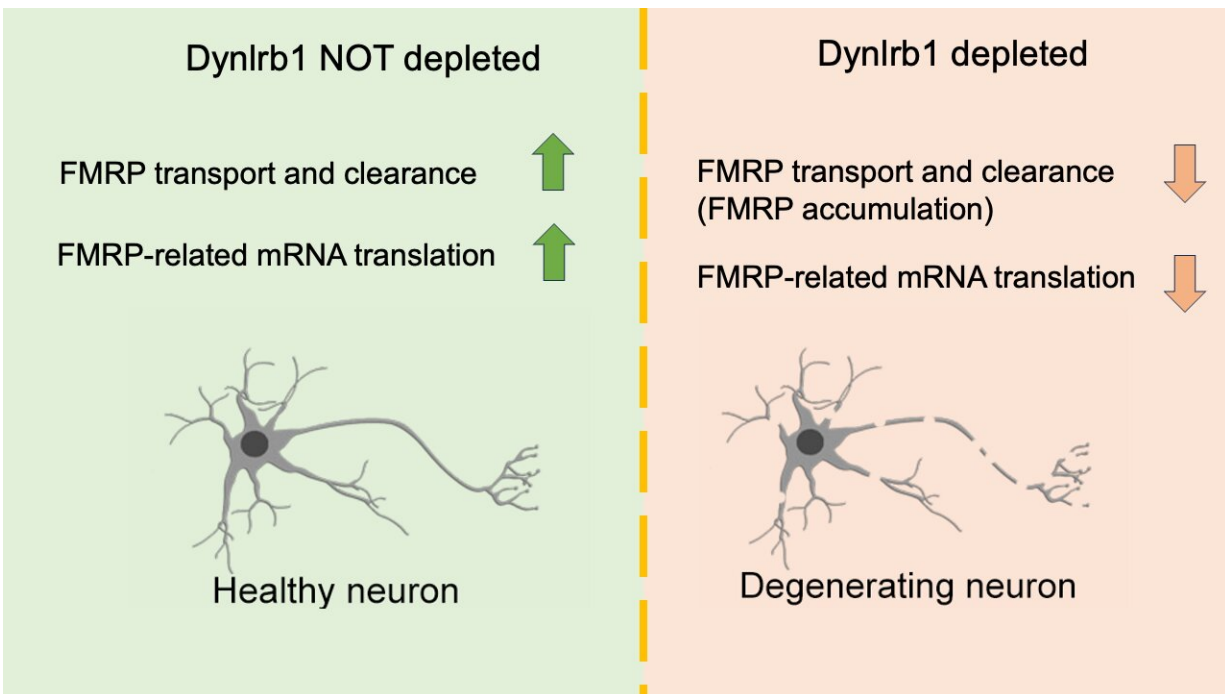 Dynlrb1 NOT depleted
FMRP transport and clearance
FMRP-related mRNA translation
Healthy neuron
Dynlrb1 depleted
FMRP transport and clearance
(FMRP accumulation)
FMRP-related mRNA translation
Degenerating neuron